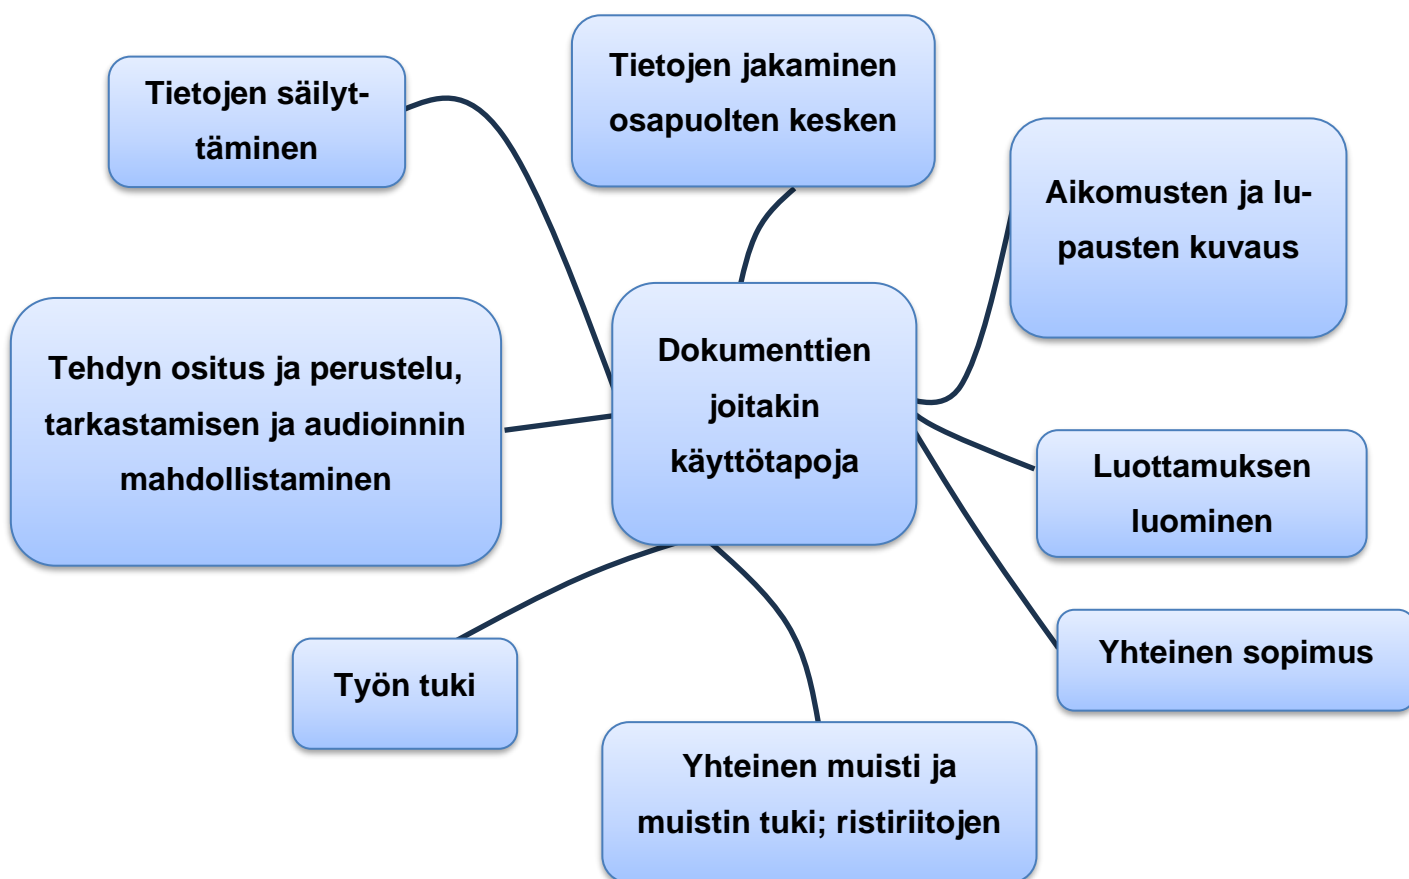 Tietojen säilyt-
täminen
Tietojen jakaminen
osapuolten kesken
Aikomusten ja lu-
pausten kuvaus
Tehdyn ositus ja perustelu,
tarkastamisen ja audioinnin
mahdollistaminen
Dokumenttien
joitakin
käyttötapoja
Luottamuksen
luominen
Yhteinen sopimus
Työn tuki
Yhteinen muisti ja
muistin tuki; ristiriitojen